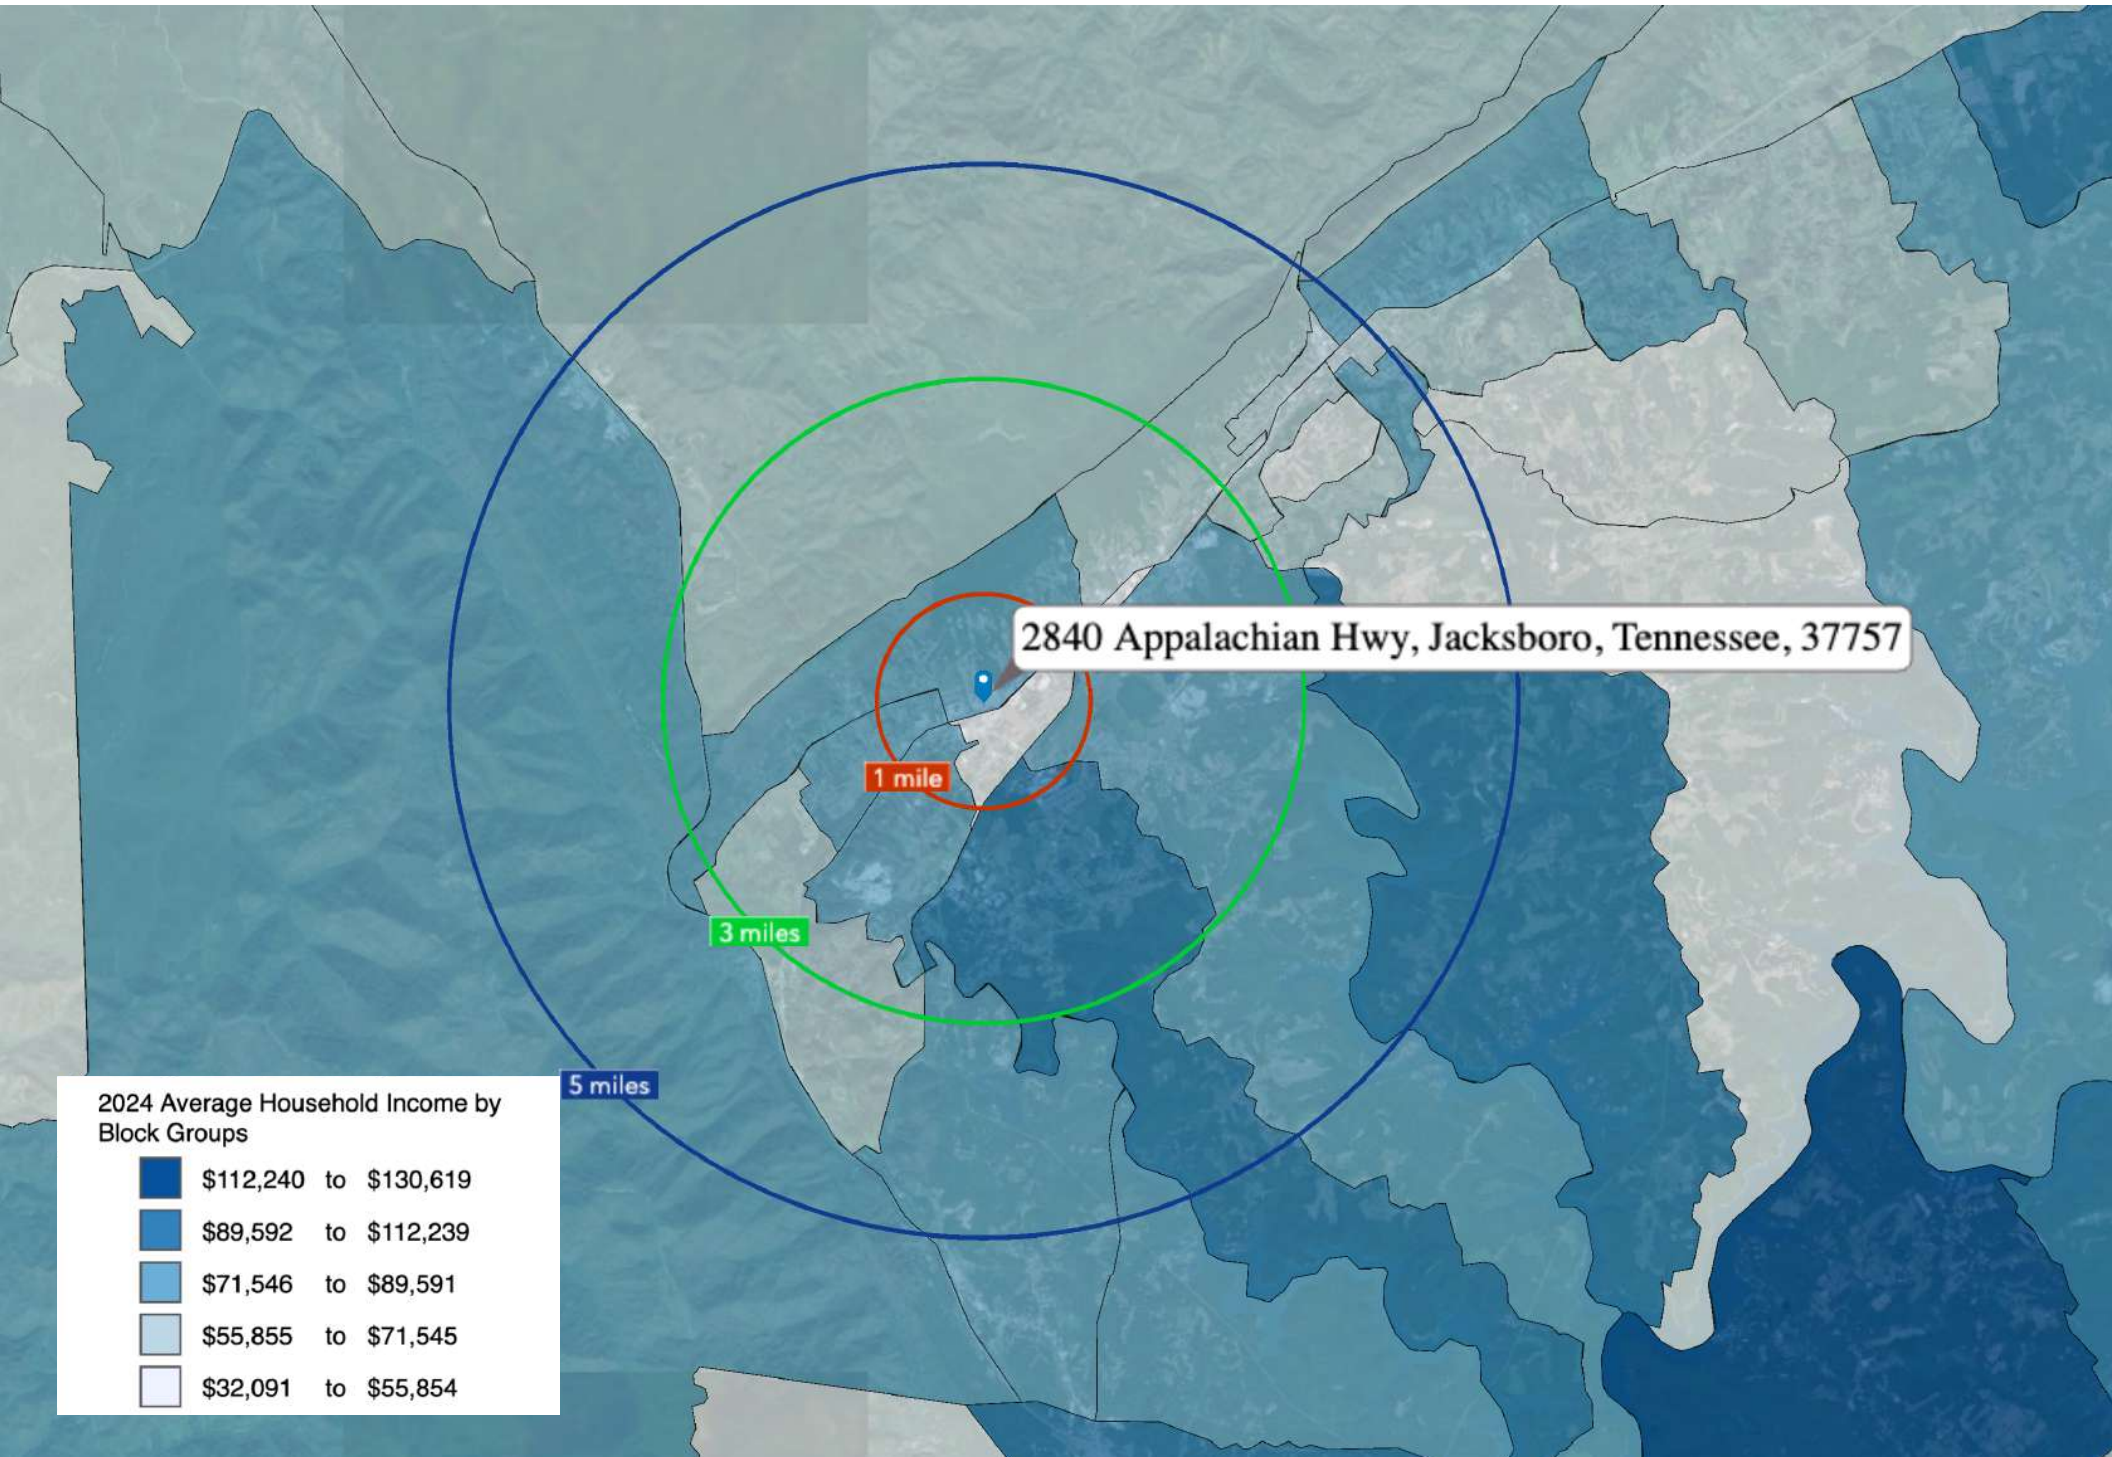 2840 Appalachian Hwy, Jacksboro, Tennessee, 37757
1 mile
3 miles
5 miles
2024 Average Household Income by
Block Groups
$112,240 to $130,619
$89,592 to $112,239
$71,546 to $89,591
$55,855 to $71,545
$32,091 to $55,854